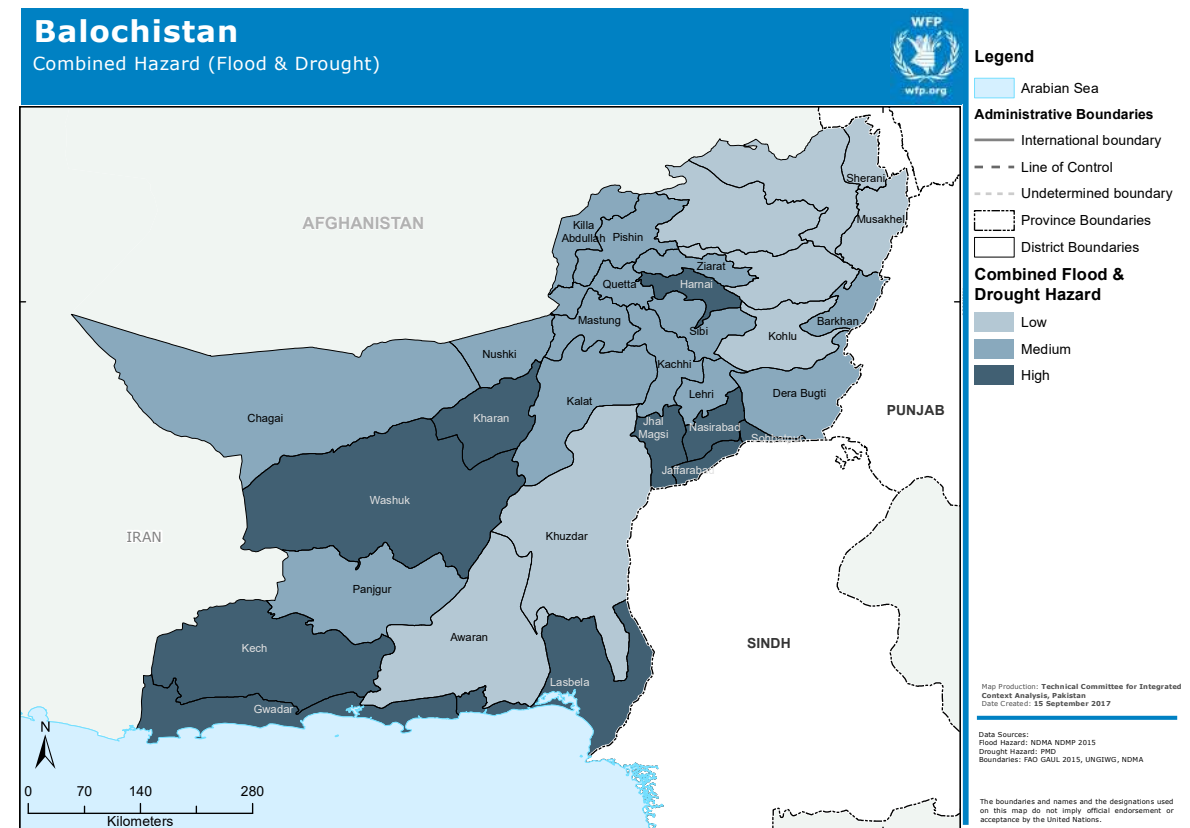 Balochistan
Combined Hazard (Flood & Drought)
WFP
wfp.org
Legend
Arabian Sea
Administrative Boundaries
International boundary
Line of Control
Undetermined boundary
Province Boundaries
District Boundaries
Combined Flood &
Drought Hazard
Low
Medium
High
AFGHANISTAN
IRAN
PUNJAB
SINDH
Sherani
Musakhel
Killa
Abdullah
Pishin
Ziarat
Quetta
Harnai
Mastung
Sibi
Barkhan
Kohlu
Nushki
Kachhi
Lehri
Dera Bugti
Chagai
Kharan
Kalat
Jhal
Magsi
Nasirabad
Sohbatpur
Jaffarabad
Washuk
Khuzdar
Panjgur
Awaran
Kech
Lasbela
Gwadar
N
0 70 140 280
Kilometers
Map Production: Technical Committee for Integrated
Context Analysis, Pakistan
Date Created: 15 September 2017
Data Sources:
Flood Hazard: NDMA NDMP 2015
Drought Hazard: PMD
Boundaries: FAO GAUL 2015, UNGIWG, NDMA
The boundaries and names and the designations used
on this map do not imply official endorsement or
acceptance by the United Nations.